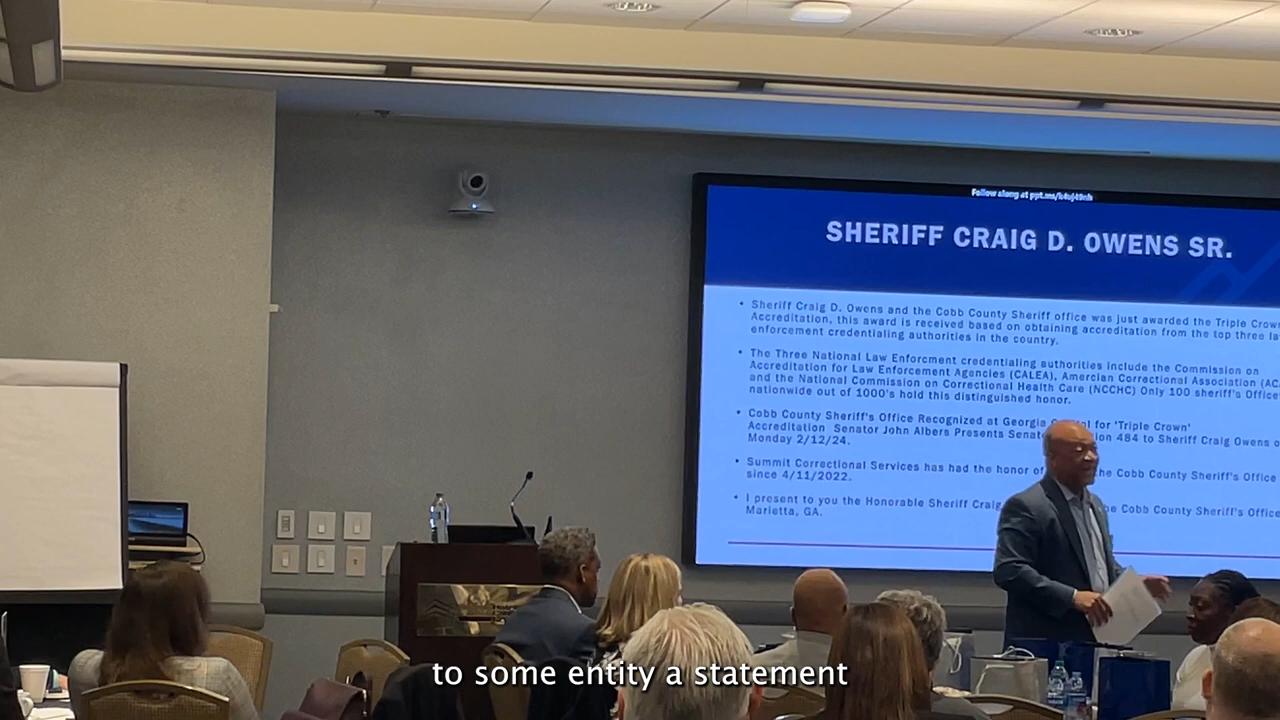 Follow along at
SHERIFF CRAIG D. OWENS SR.
• Sheriff Craig D. Owens and the Cobb County Sheriff office was just awarded the Triple Crown
Accreditation, this award is received based on obtaining accreditation from the top three
enforcement credentialing authorities in the country.
• The Three National Law Enforcment credentialing authorities include the Commission on
Accreditation for Law Enforcement Agencies (CALEA), Amercian Correctional Association
and the National Commission on Correctional Health Care (NCCHC) Only 100 sheriff's Office
nationwide out of 1000's hold this distinguished honor.
• Cobb County Sheriff's Office Recognized at Georgia for 'Triple Crown'
Accreditation Senator John Albers Presents 484 to Sheriff Craig Owens
Monday 2/12/24.
• Summit Correctional Services has had the honor of the Cobb County Sheriff's Office
since 4/11/2022.
• I present to you the Honorable Sheriff Craig Cobb County Sheriff's Office
Marietta, GA.
to some entity a statement